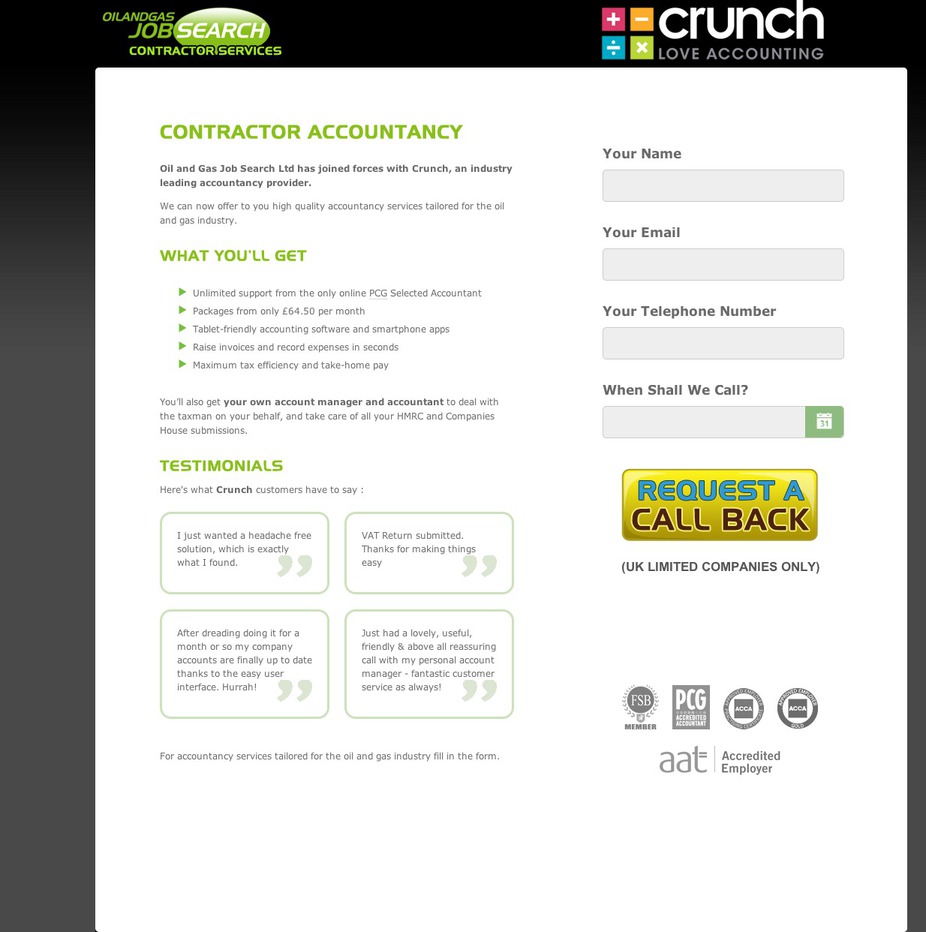 OILANDGAS
JOBSEARCH
CONTRACTOR SERVICES
crunch
LOVE ACCOUNTING
CONTRACTOR ACCOUNTANCY
Oil and Gas Job Search Ltd has joined forces with Crunch, an industry
leading accountancy provider.
We can now offer to you high quality accountancy services tailored for the oil
and gas industry.
WHAT YOU'LL GET
Unlimited support from the only online PCG Selected Accountant
Packages from only £64.50 per month
Tablet-friendly accounting software and smartphone apps
Raise invoices and record expenses in seconds
Maximum tax efficiency and take-home pay
You'll also get your own account manager and accountant to deal with
the taxman on your behalf, and take care of all your HMRC and Companies
House submissions.
TESTIMONIALS
Here's what Crunch customers have to say :
I just wanted a headache free
solution, which is exactly
what I found.
VAT Return submitted.
Thanks for making things
easy
After dreading doing it for a
month or so my company
accounts are finally up to date
thanks to the easy user
interface. Hurrah!
Just had a lovely, useful,
friendly & above all reassuring
call with my personal account
manager - fantastic customer
service as always!
For accountancy services tailored for the oil and gas industry fill in the form.
Your Name
Your Email
Your Telephone Number
When Shall We Call?
31
REQUEST A
CALL BACK
(UK LIMITED COMPANIES ONLY)
FSB
MEMBER
PCG
ACCREDITED
ACCOUNTANT
ACCA
APPROVED EMPLOYER
ACCA
GOLD
aat
Accredited
Employer